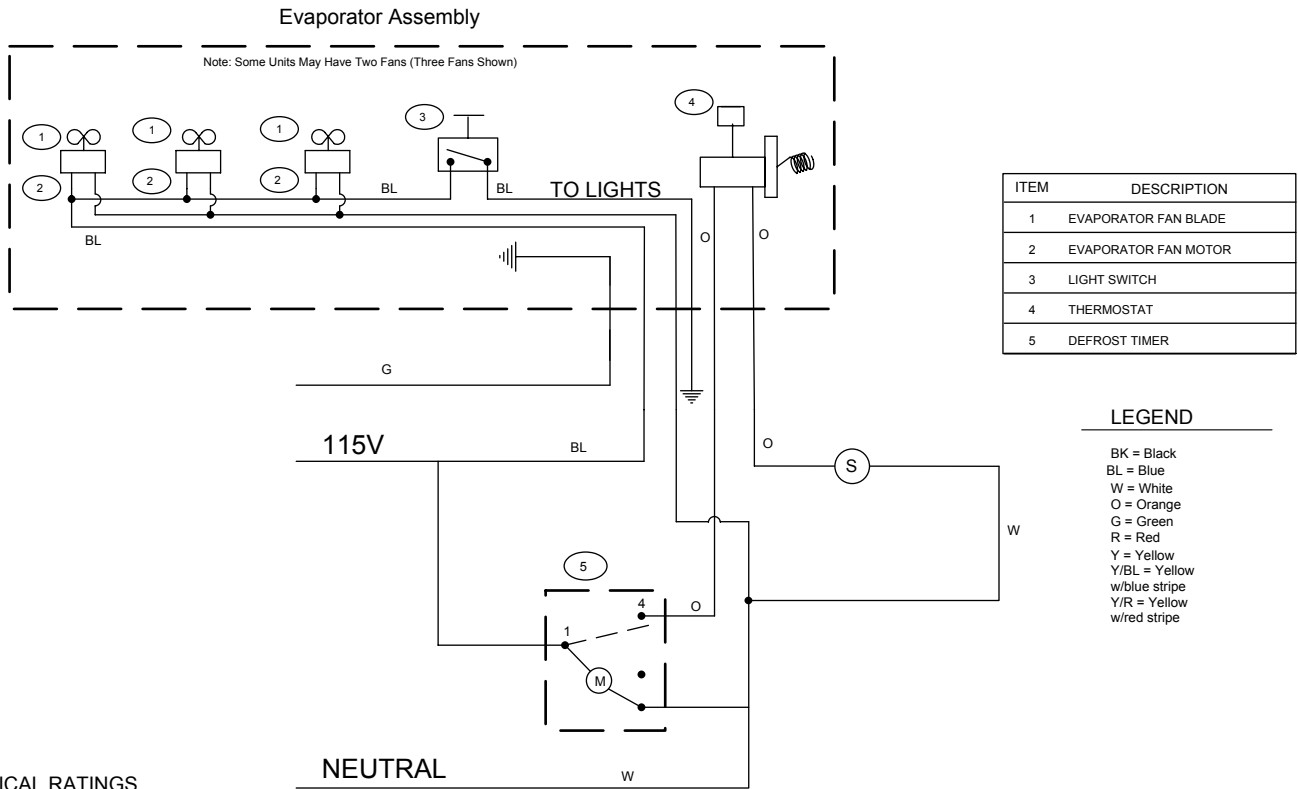 Evaporator Assembly
Note: Some Units May Have Two Fans (Three Fans Shown)
1
1
1
3
4
2
2
2
BL
BL
TO LIGHTS
BL
O
O
G
115V
BL
O
S
W
5
4
O
1
M
NEUTRAL
W
ICAL RATINGS
ITEM DESCRIPTION
1 EVAPORATOR FAN BLADE
2 EVAPORATOR FAN MOTOR
3 LIGHT SWITCH
4 THERMOSTAT
5 DEFROST TIMER
LEGEND
BK = Black
BL = Blue
W = White
O = Orange
G = Green
R = Red
Y = Yellow
Y/BL = Yellow
w/blue stripe
Y/R = Yellow
w/red stripe